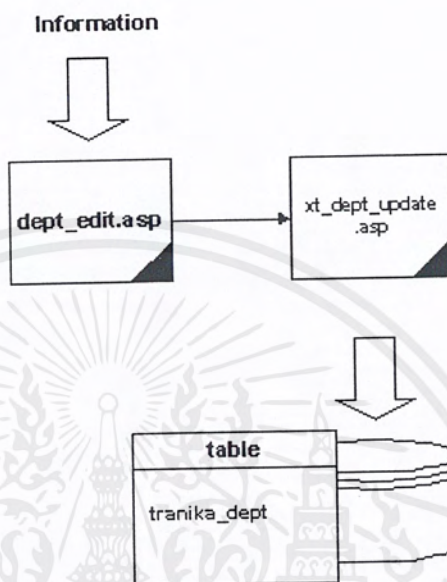 Information
dept_edit.asp
xt_dept_update
.asp
table
tranika_dept